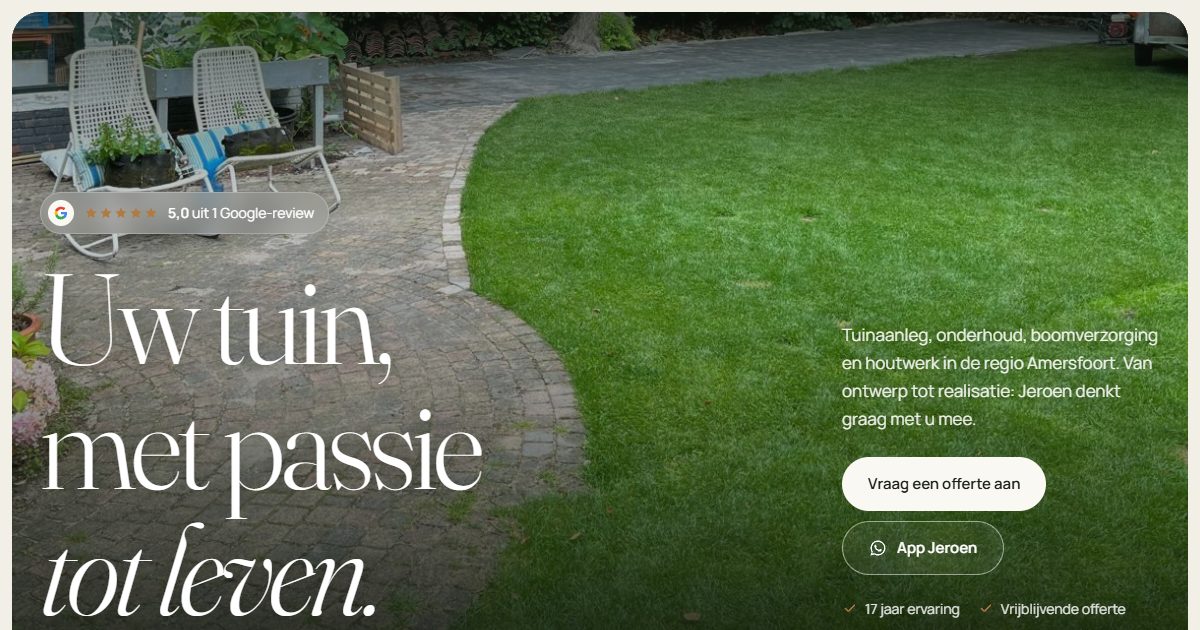 5,0 uit 1 Google-review
Uw tuin,
met passie
tot leven.
Tuinaanleg, onderhoud, boomverzorging
en houtwerk in de regio Amersfoort. Van
ontwerp tot realisatie: Jeroen denkt
graag met u mee.
Vraag een offerte aan
App Jeroen
17 jaar ervaring
Vrijblijvende offerte